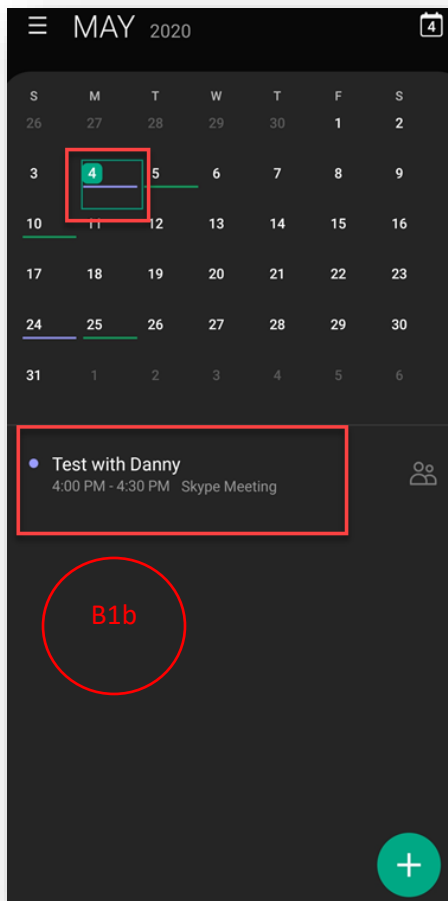 MAY 2020 4
S M T W T F S
26 27 28 29 30 1 2
3 4 5 6 7 8 9
10 11 12 13 14 15 16
17 18 19 20 21 22 23
24 25 26 27 28 29 30
31 1 2 3 4 5 6
Test with Danny
4:00 PM - 4:30 PM Skype Meeting
B1b